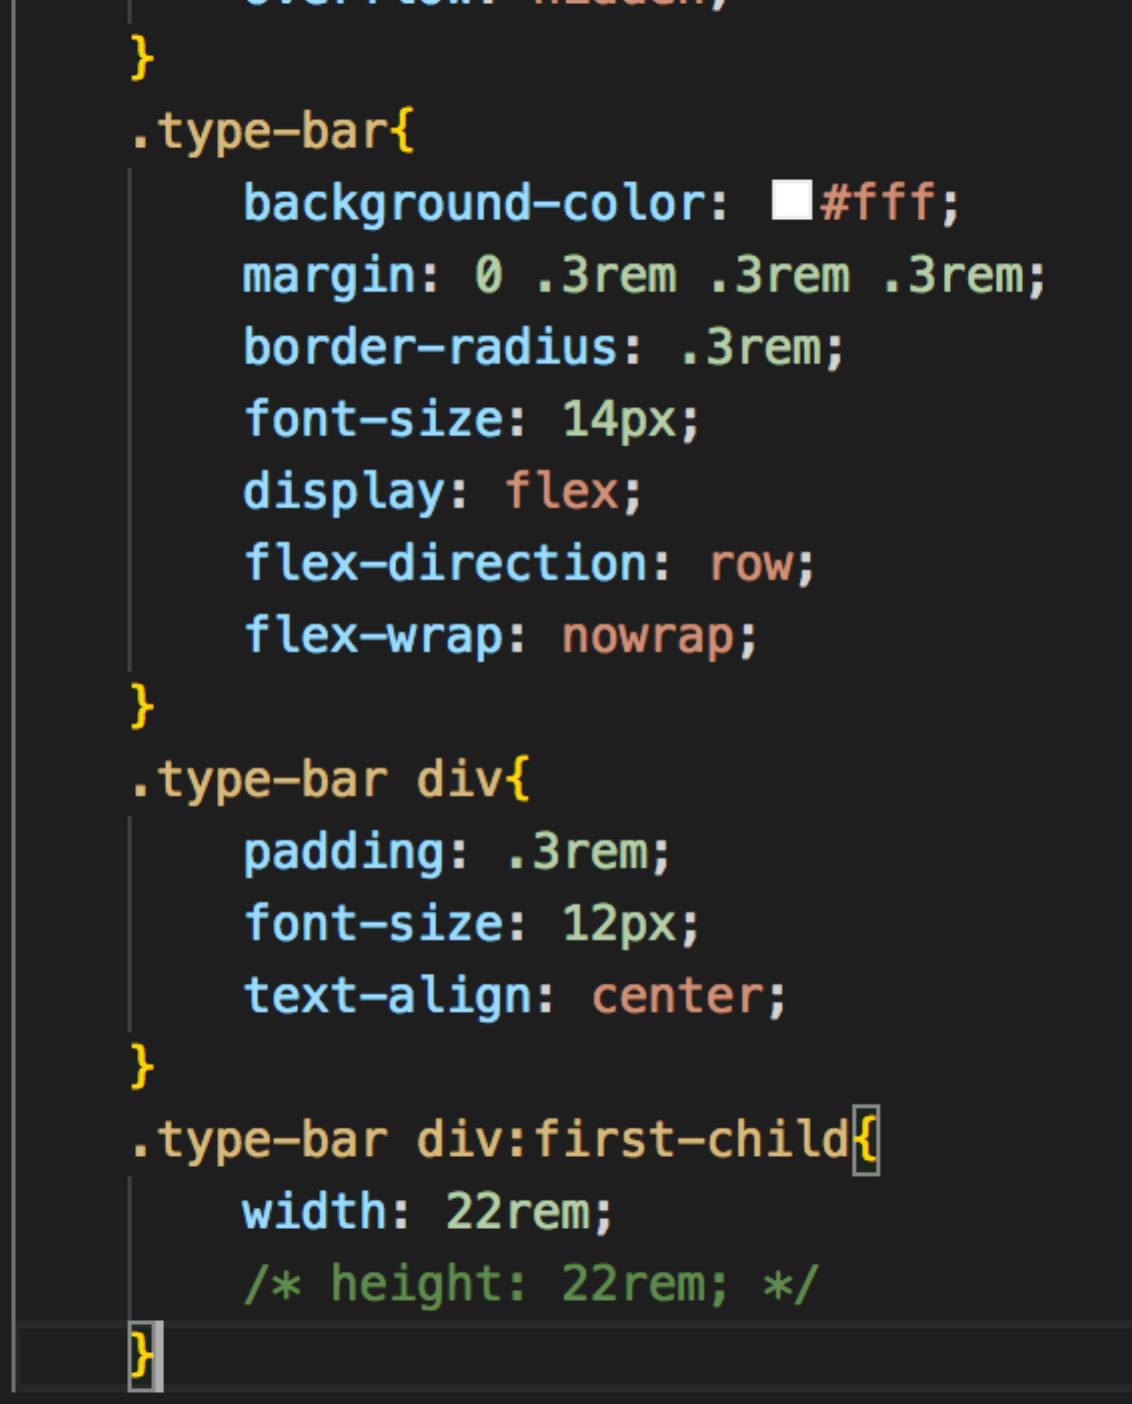 overflow: hidden;
}
.type-bar{
background-color: #fff;
margin: 0 .3rem .3rem .3rem;
border-radius: .3rem;
font-size: 14px;
display: flex;
flex-direction: row;
flex-wrap: nowrap;
}
.type-bar div{
padding: .3rem;
font-size: 12px;
text-align: center;
}
.type-bar div:first-child{
width: 22rem;
/* height: 22rem; */
}